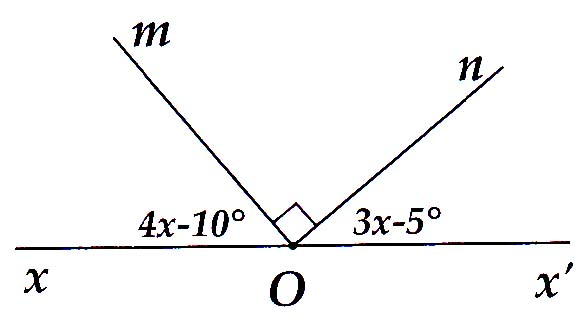 m
n
4x-10° 3x-5°
x O x′